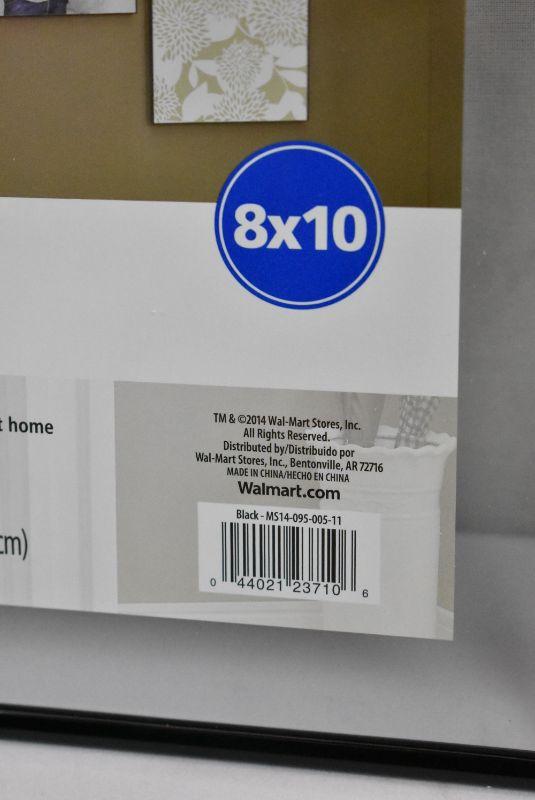 8x10
t home
TM & ©2014 Wal-Mart Stores, Inc.
All Rights Reserved.
Distributed by/Distribuido por
Wal-Mart Stores, Inc., Bentonville, AR 72716
MADE IN CHINA/HECHO EN CHINA
Walmart.com
Black - MS14-095-005-11
cm)
0 44021 23710 6